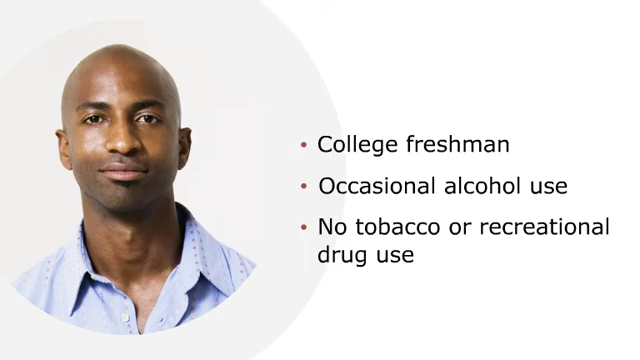 • College freshman
• Occasional alcohol use
• No tobacco or recreational
drug use